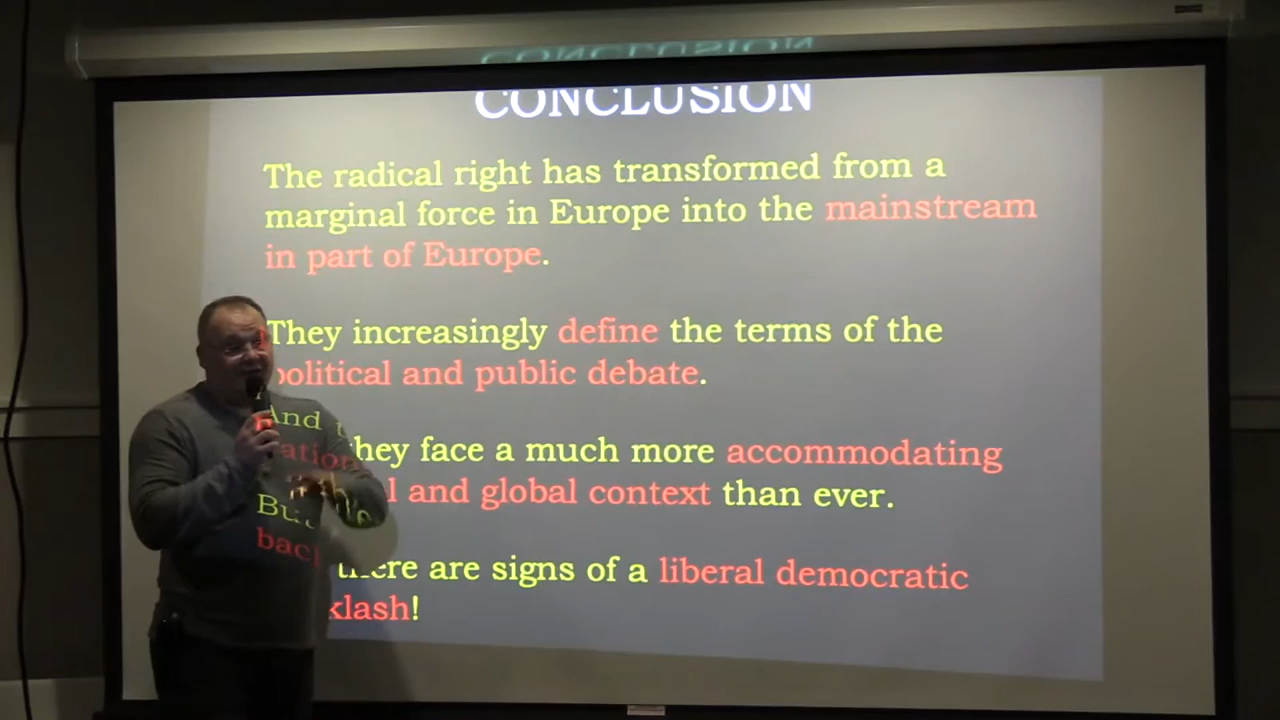 CONCLUSION
The radical right has transformed from a
marginal force in Europe into the mainstream
in part of Europe.
They increasingly define the terms of the
political and public debate.
And they face a much more accommodating
national and global context than ever.
But there are signs of a liberal democratic
backlash!